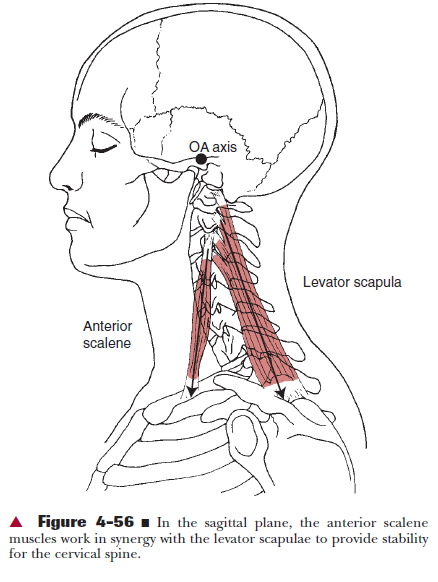 OA axis
Levator scapula
Anterior
scalene
▲ Figure 4-56 ■ In the sagittal plane, the anterior scalene
muscles work in synergy with the levator scapulae to provide stability
for the cervical spine.